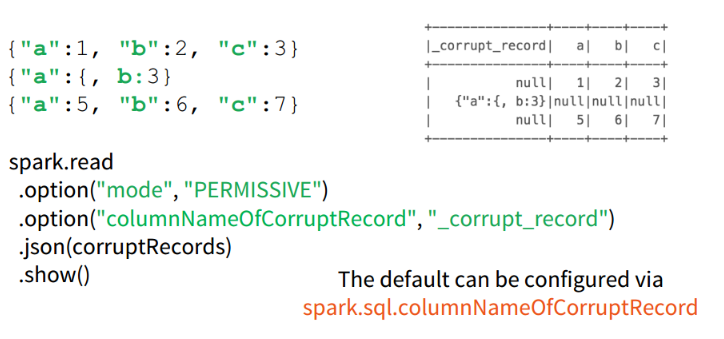 {"a":1, "b":2, "c":3}
{"a":{, b:3}
{"a":5, "b":6, "c":7}
+----------------+----+----+----+
|_corrupt_record|   a|   b|   c|
+----------------+----+----+----+
|            null|   1|   2|   3|
|    {"a":{, b:3}|null|null|null|
|            null|   5|   6|   7|
+----------------+----+----+----+
spark.read
.option("mode", "PERMISSIVE")
.option("columnNameOfCorruptRecord", "_corrupt_record")
.json(corruptRecords)
.show()
The default can be configured via
spark.sql.columnNameOfCorruptRecord